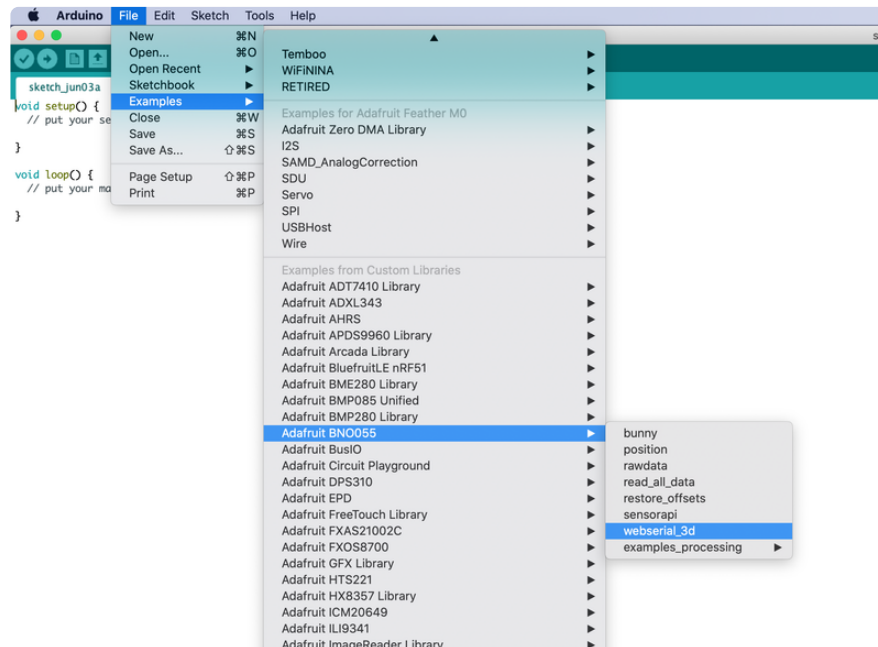 Arduino File Edit Sketch Tools Help
New ⌘N
Open... ⌘O
Open Recent
Sketchbook
Examples
Close ⌘W
Save ⌘S
Save As... ⇧⌘S
Page Setup ⇧⌘P
Print ⌘P
sketch_jun03a
void setup() {
// put your se
}
void loop() {
// put your ma
}
Temboo
WiFiNINA
RETIRED
Examples for Adafruit Feather M0
Adafruit Zero DMA Library
I2S
SAMD_AnalogCorrection
SDU
Servo
SPI
USBHost
Wire
Examples from Custom Libraries
Adafruit ADT7410 Library
Adafruit ADXL343
Adafruit AHRS
Adafruit APDS9960 Library
Adafruit Arcada Library
Adafruit BluefruitLE nRF51
Adafruit BME280 Library
Adafruit BMP085 Unified
Adafruit BMP280 Library
Adafruit BNO055
Adafruit BusIO
Adafruit Circuit Playground
Adafruit DPS310
Adafruit EPD
Adafruit FreeTouch Library
Adafruit FXAS21002C
Adafruit FXOS8700
Adafruit GFX Library
Adafruit HTS221
Adafruit HX8357 Library
Adafruit ICM20649
Adafruit ILI9341
Adafruit ImageReader Library
bunny
position
rawdata
read_all_data
restore_offsets
sensorapi
webserial_3d
examples_processing
s